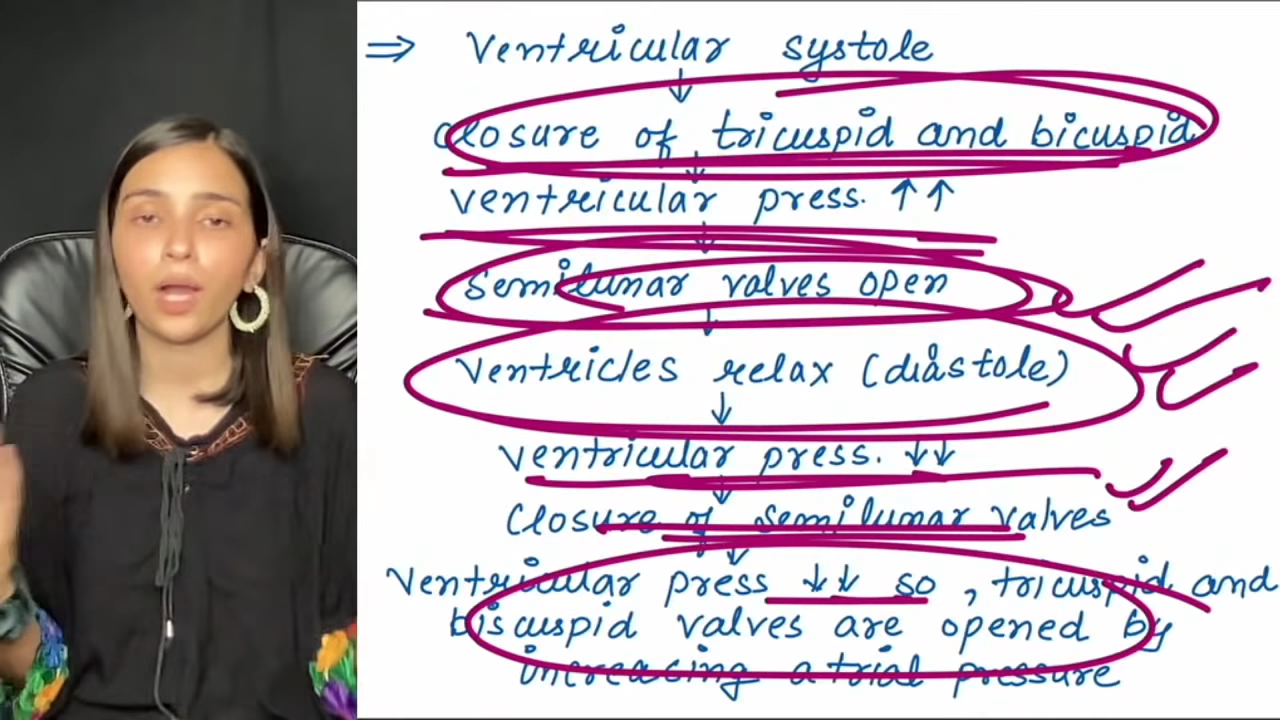 ⇒ Ventricular systole
↓
closure of tricuspid and bicuspid
↓
ventricular press. ↑↑
↓
Semilunar valves open
↓
Ventricles relax (diastole)
↓
ventricular press. ↓↓
↓
Closure of semilunar valves
↓
Ventricular press ↓↓ so, tricuspid and
biscuspid valves are opened by
increasing atrial pressure